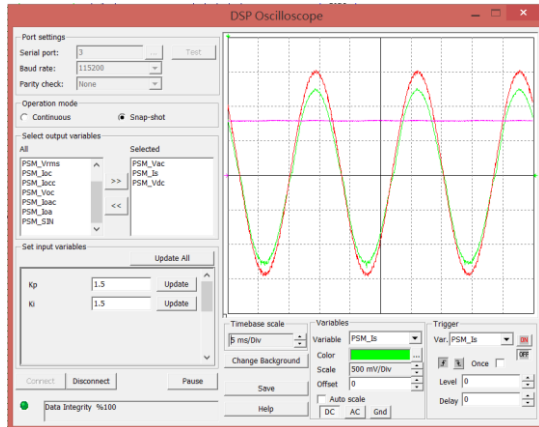 DSP Oscilloscope
Port settings
Serial port: 3 ... Test
Baud rate: 115200
Parity check: None
Operation mode
Continuous Snap-shot
Select output variables
All Selected
PSM_Vrms
PSM_Ioc
PSM_Iocc
PSM_Voc
PSM_Ioac
PSM_Ioa
PSM_SIN
>>
<<
PSM_Vac
PSM_Is
PSM_Vdc
Set input variables
Update All
Kp 1.5 Update
Ki 1.5 Update
Connect Disconnect Pause
Data Integrity %100
Timebase scale
5 ms/Div
Change Background
Save
Help
Variables
Variable PSM_Is
Color ...
Scale 500 mV/Div
Offset 0
Auto scale
DC AC Gnd
Trigger
Var. PSM_Is ON
OFF
Once
Level 0
Delay 0